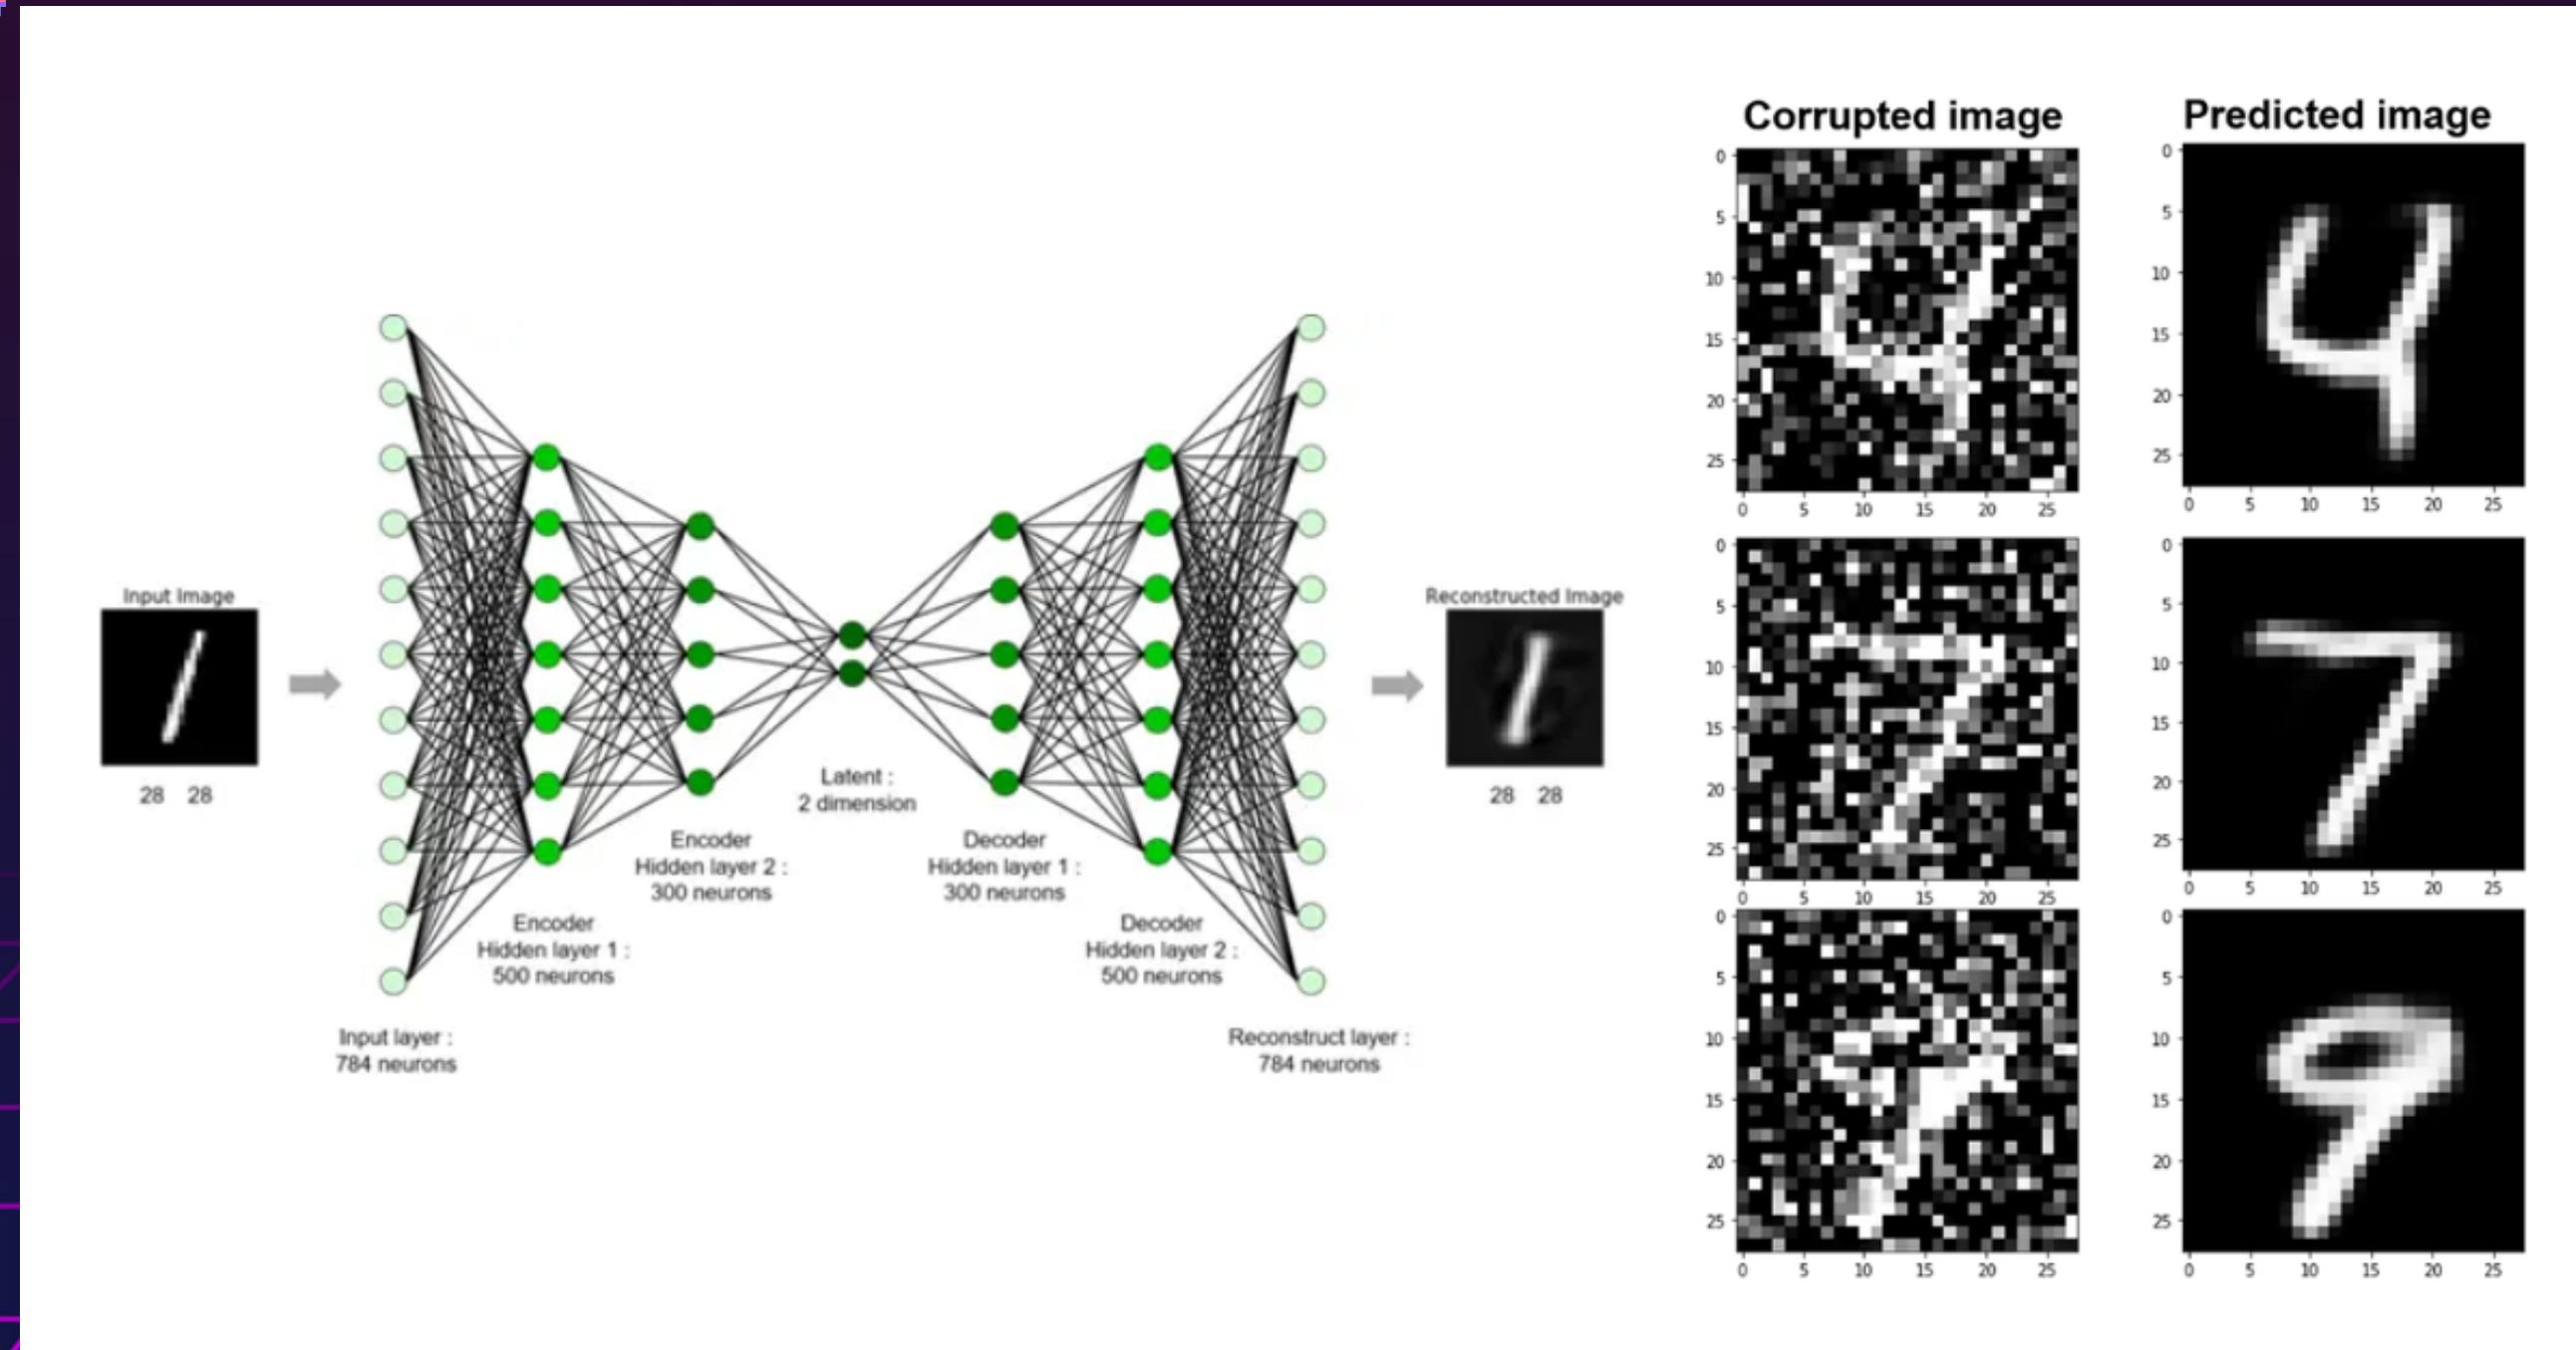 Input Image
28 28
Input layer :
784 neurons
Encoder
Hidden layer 1 :
500 neurons
Encoder
Hidden layer 2 :
300 neurons
Latent :
2 dimension
Decoder
Hidden layer 1 :
300 neurons
Decoder
Hidden layer 2 :
500 neurons
Reconstruct layer :
784 neurons
Reconstructed Image
28 28
Corrupted image
0
5
10
15
20
25
0 5 10 15 20 25
Predicted image
0
5
10
15
20
25
0 5 10 15 20 25
4
0
5
10
15
20
25
0 5 10 15 20 25
0
5
10
15
20
25
0 5 10 15 20 25
7
0
5
10
15
20
25
0 5 10 15 20 25
0
5
10
15
20
25
0 5 10 15 20 25
9